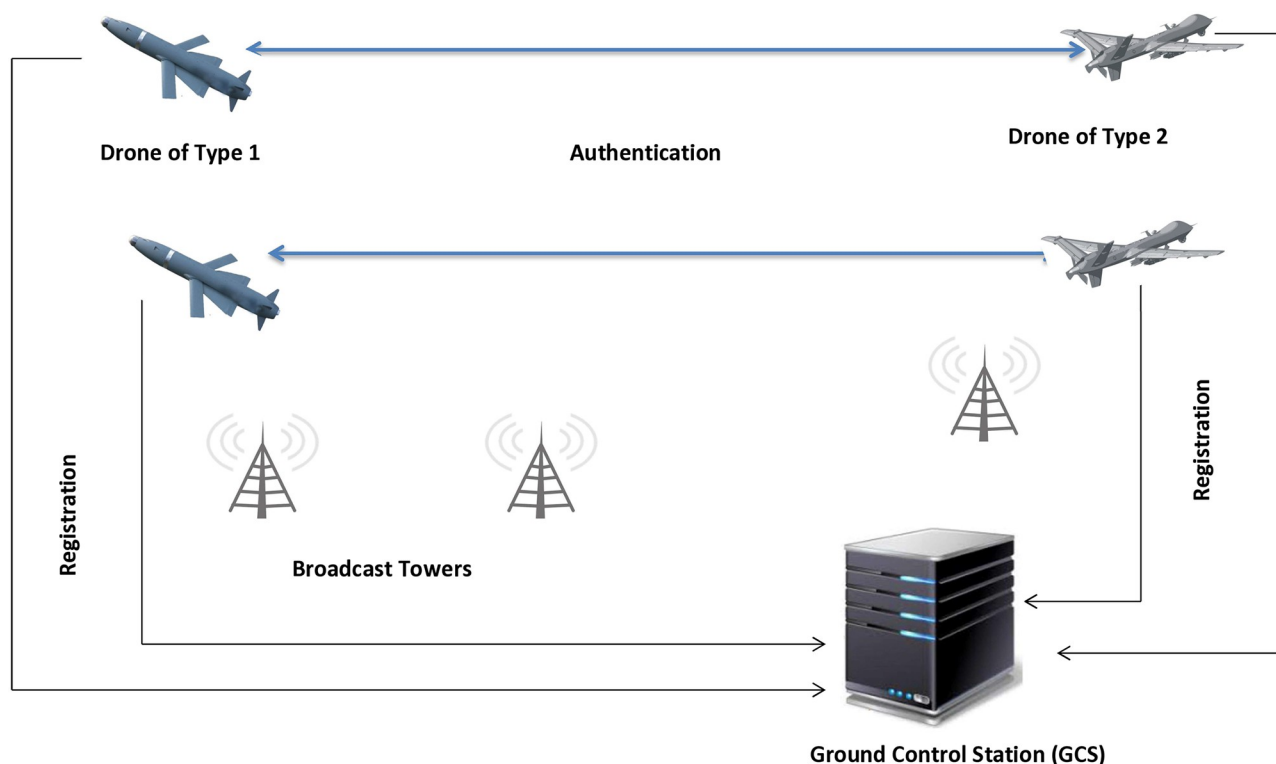 Drone of Type 1
Authentication
Drone of Type 2
Registration
Registration
Broadcast Towers
Ground Control Station (GCS)